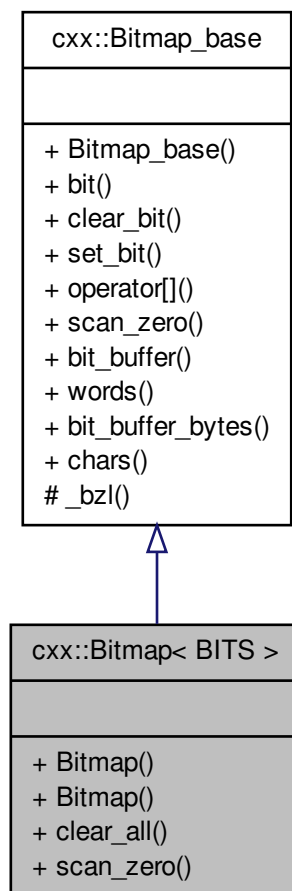 cxx::Bitmap_base
+ Bitmap_base()
+ bit()
+ clear_bit()
+ set_bit()
+ operator[]()
+ scan_zero()
+ bit_buffer()
+ words()
+ bit_buffer_bytes()
+ chars()
# _bzl()
cxx::Bitmap< BITS >
+ Bitmap()
+ Bitmap()
+ clear_all()
+ scan_zero()